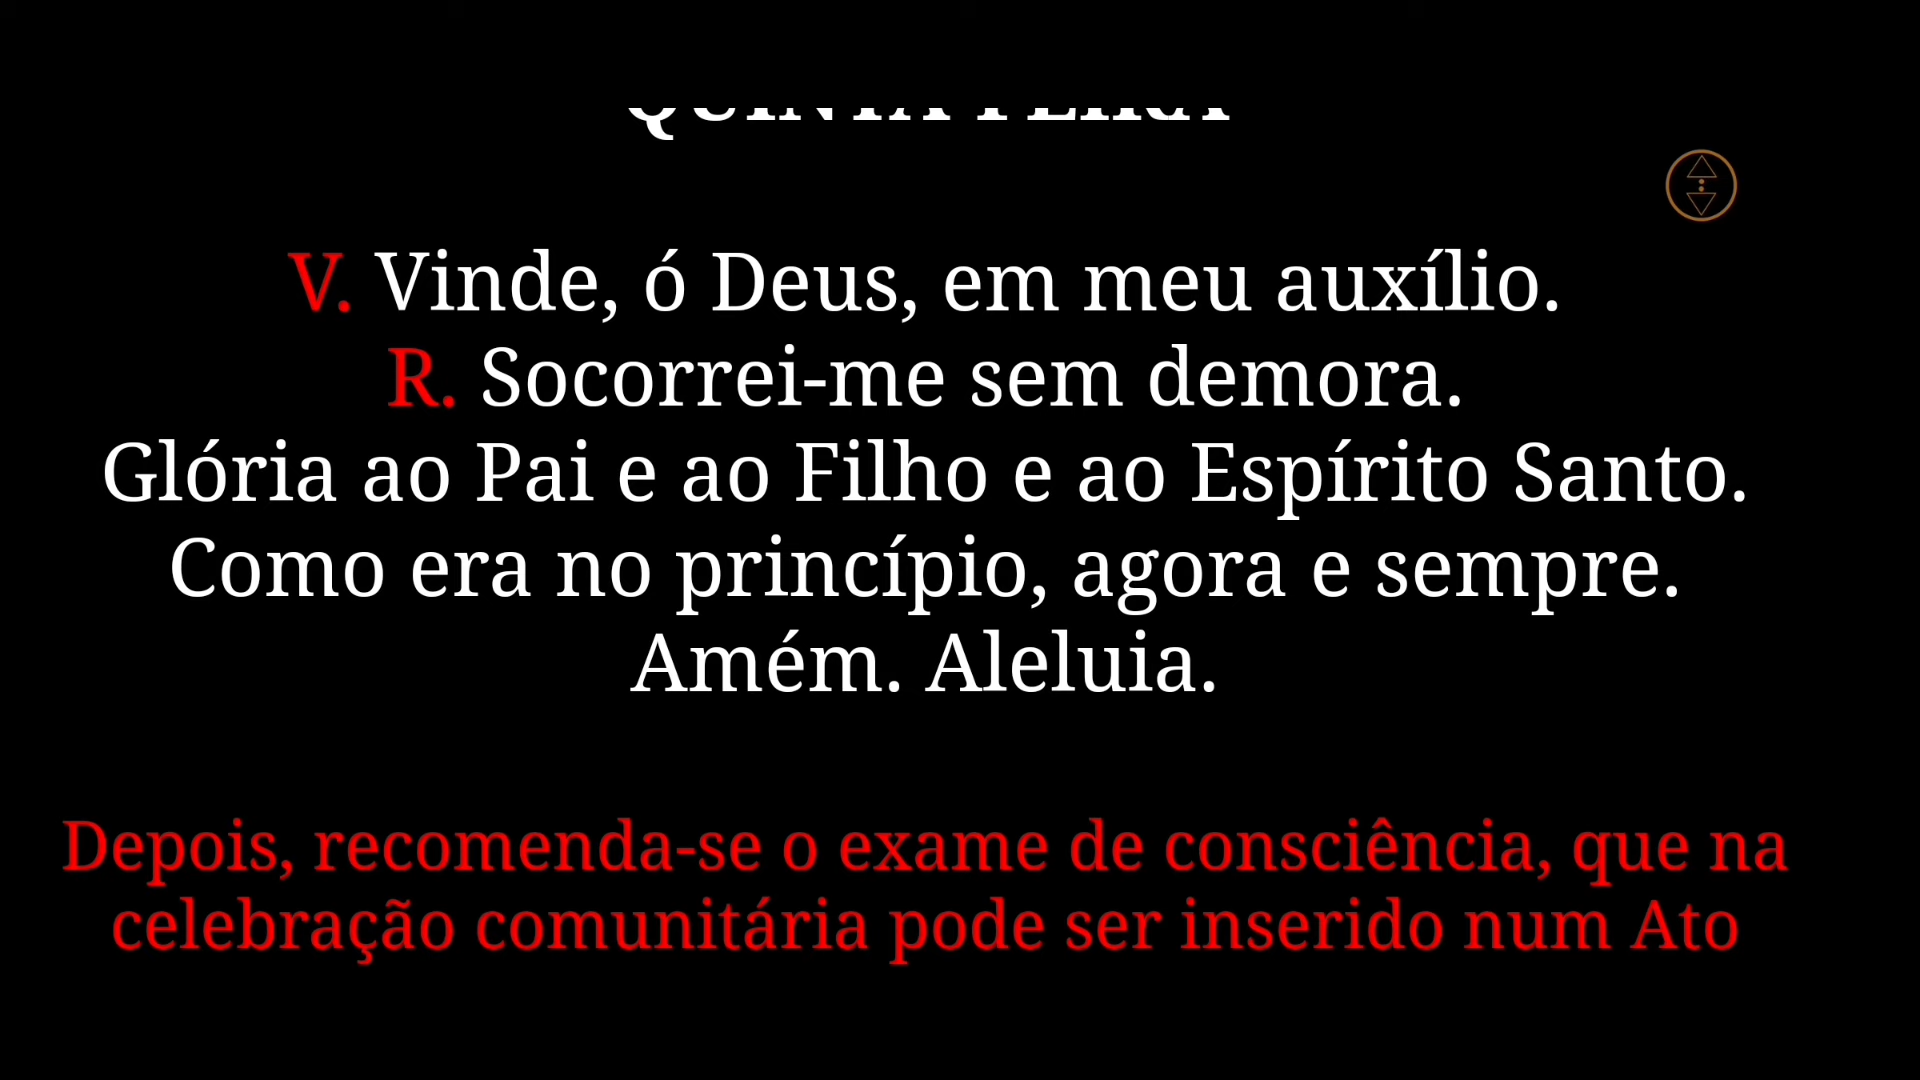 V. Vinde, ó Deus, em meu auxílio.
R. Socorrei-me sem demora.
Glória ao Pai e ao Filho e ao Espírito Santo.
Como era no princípio, agora e sempre.
Amém. Aleluia.
Depois, recomenda-se o exame de consciência, que na
celebração comunitária pode ser inserido num Ato